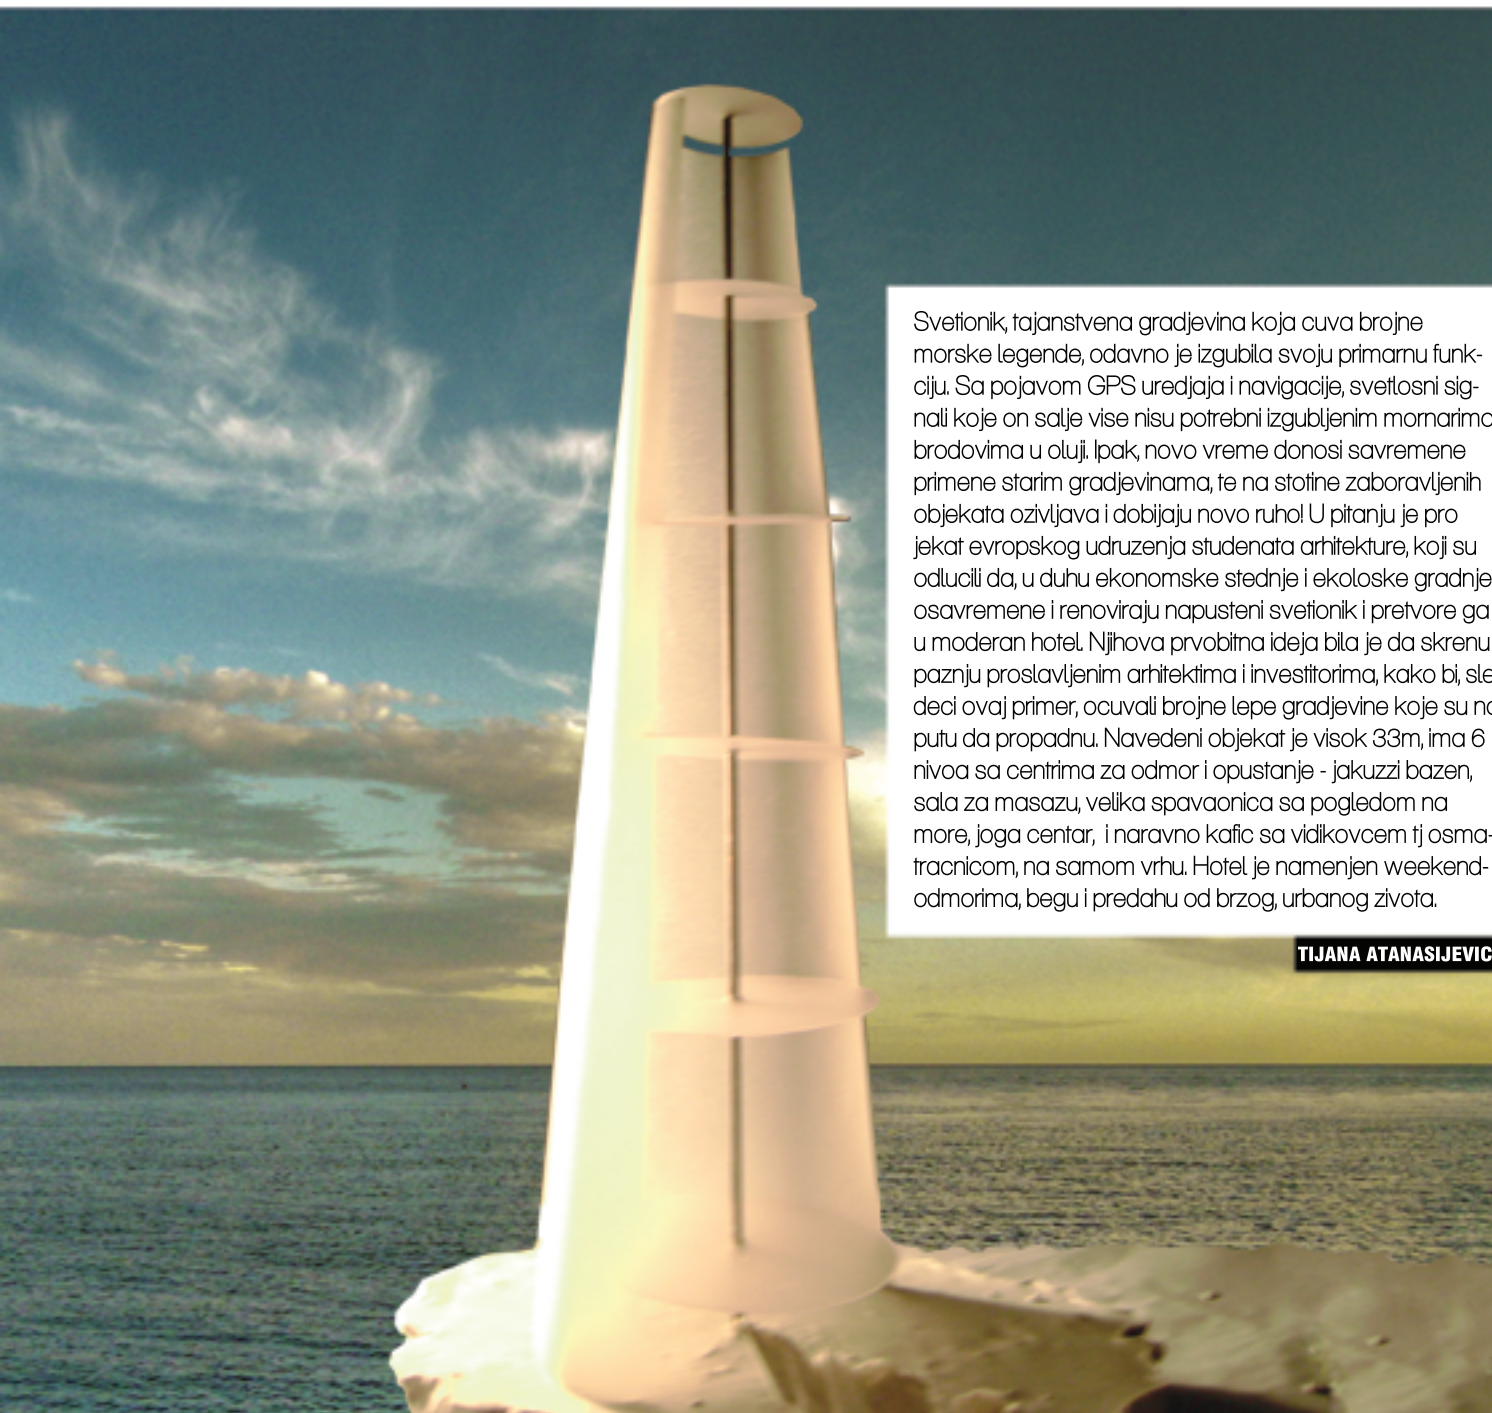 Svetionik, tajanstvena gradjevina koja cuva brojne
morske legende, odavno je izgubila svoju primarnu funk-
ciju. Sa pojavom GPS uredjaja i navigacije, svetlosni sig-
nali koje on salje vise nisu potrebni izgubljenim mornarima
brodovima u oluji. Ipak, novo vreme donosi savremene
primene starim gradjevinama, te na stotine zaboravljenih
objekata ozivljava i dobijaju novo ruho! U pitanju je pro
jekat evropskog udruzenja studenata arhitekture, koji su
odlucili da, u duhu ekonomske stednje i ekoloske gradnje
osavremene i renoviraju napusteni svetionik i pretvore ga
u moderan hotel. Njihova prvobitna ideja bila je da skrenu
paznju proslavljenim arhitektima i investitorima, kako bi, sle
deci ovaj primer, ocuvali brojne lepe gradjevine koje su na
putu da propadnu. Navedeni objekat je visok 33m, ima 6
nivoa sa centrima za odmor i opustanje - jakuzzi bazen,
sala za masazu, velika spavaonica sa pogledom na
more, joga centar, i naravno kafic sa vidikovcem tj osma-
tracnicom, na samom vrhu. Hotel je namenjen weekend-
odmorima, begu i predahu od brzog, urbanog zivota.
TIJANA ATANASIJEVIC